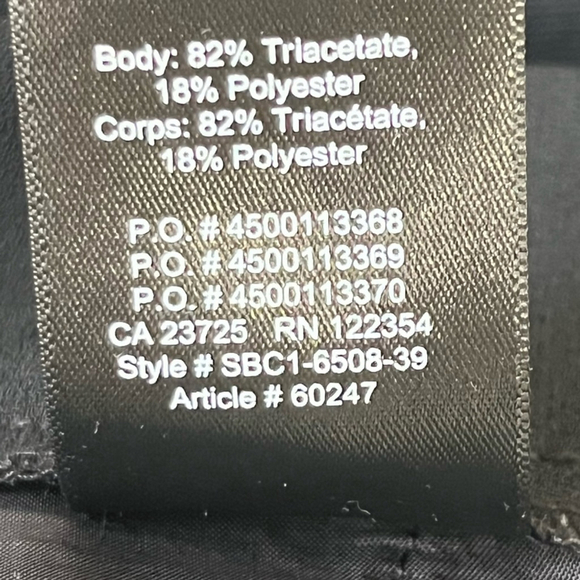 Body: 82% Triacetate,
18% Polyester
Corps: 82% Triacétate,
18% Polyester
P.O. # 4500113368
P.O. # 4500113369
P.O. # 4500113370
CA 23725 RN 122354
Style # SBC1-6508-39
Article # 60247